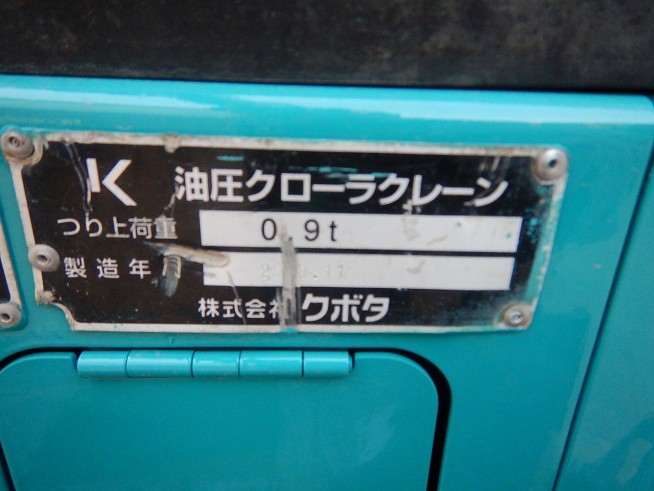 K 油圧クローラクレーン
つり上荷重 0.9t
製造年月
株式会社クボタ